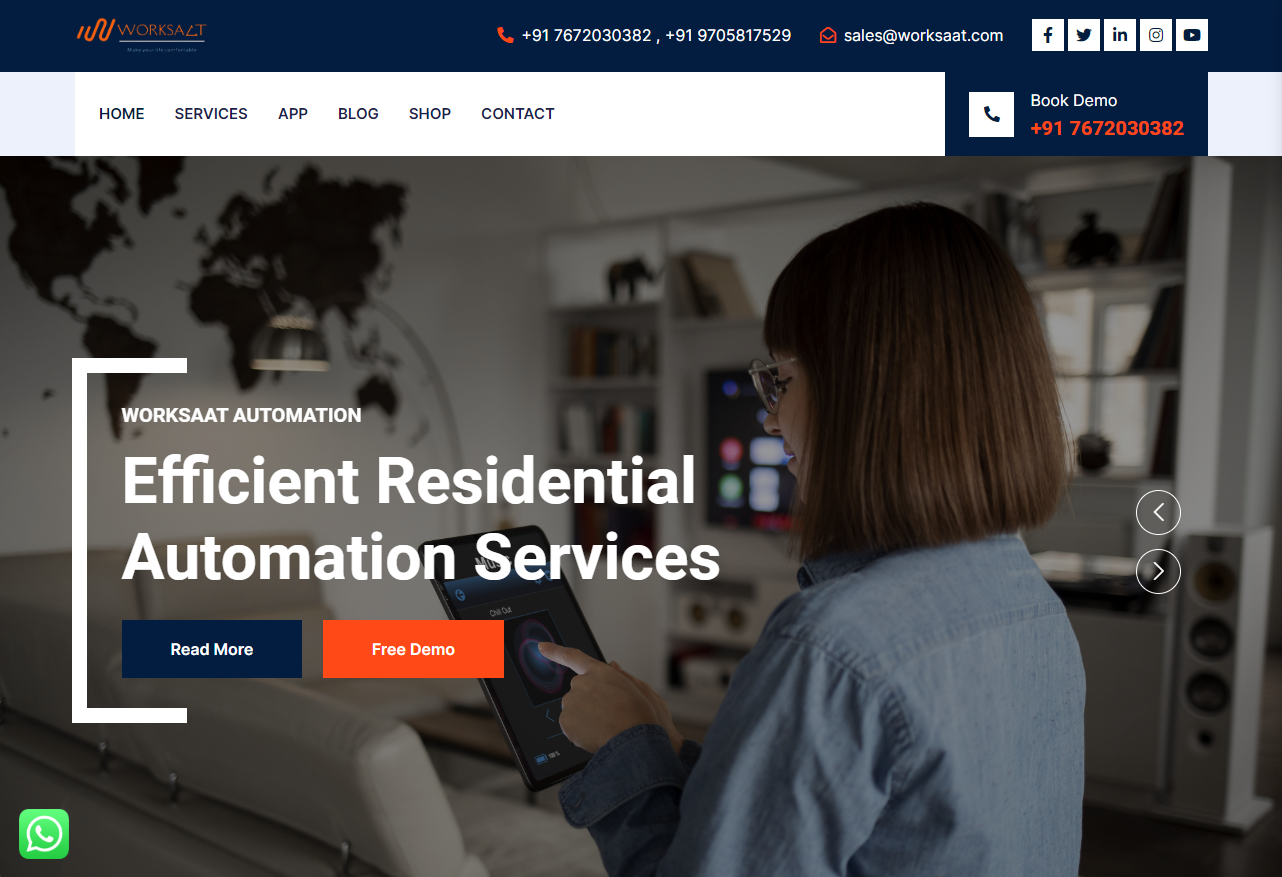 WORKSAAT
Make your life comfortable
+91 7672030382 , +91 9705817529
sales@worksaat.com
HOME
SERVICES
APP
BLOG
SHOP
CONTACT
Book Demo
+91 7672030382
WORKSAAT AUTOMATION
Efficient Residential
Automation Services
Chill Out
Read More
Free Demo
100 %